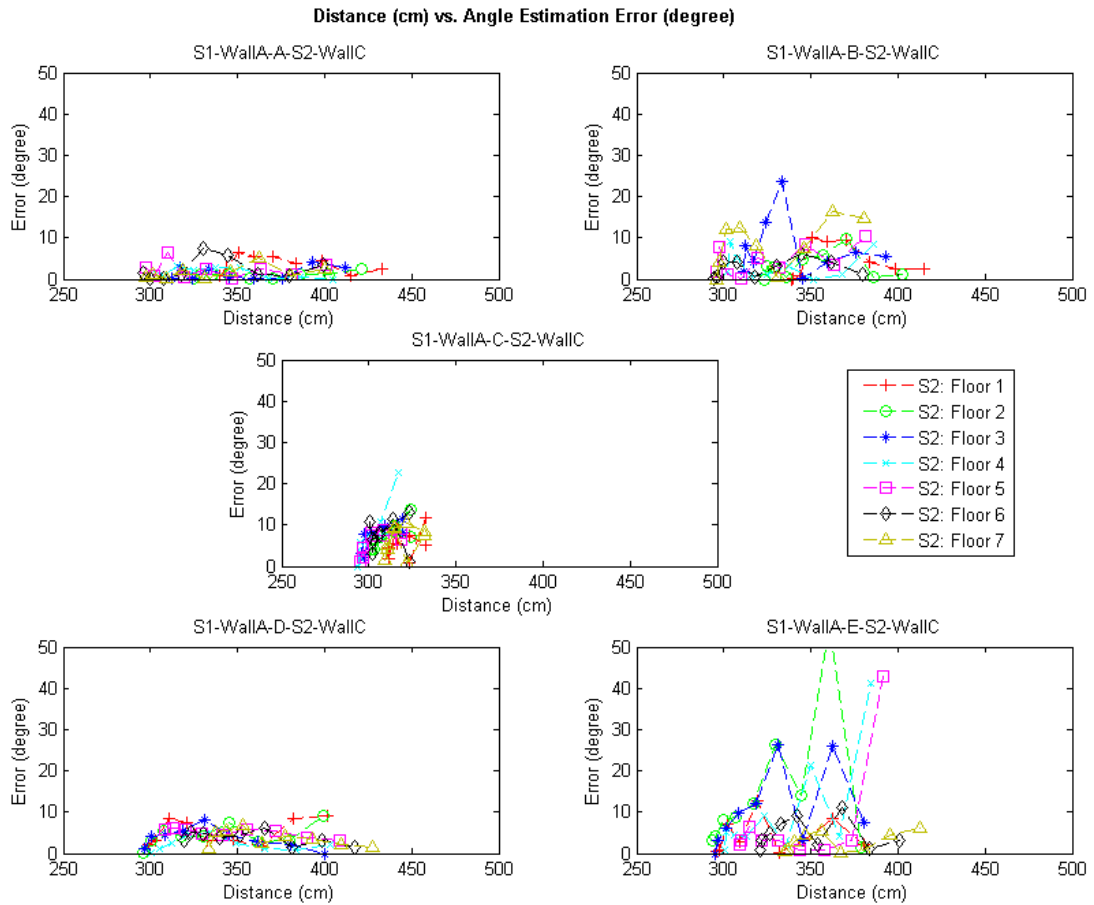 Distance (cm) vs. Angle Estimation Error (degree)
S1-WallA-A-S2-WallC
50
40
30
20
10
0
Error (degree)
250
300
350
400
450
500
Distance (cm)
S1-WallA-B-S2-WallC
50
40
30
20
10
0
Error (degree)
250
300
350
400
450
500
Distance (cm)
S1-WallA-C-S2-WallC
50
40
30
20
10
0
Error (degree)
250
300
350
400
450
500
Distance (cm)
S2: Floor 1
S2: Floor 2
S2: Floor 3
S2: Floor 4
S2: Floor 5
S2: Floor 6
S2: Floor 7
S1-WallA-D-S2-WallC
50
40
30
20
10
0
Error (degree)
250
300
350
400
450
500
Distance (cm)
S1-WallA-E-S2-WallC
50
40
30
20
10
0
Error (degree)
250
300
350
400
450
500
Distance (cm)